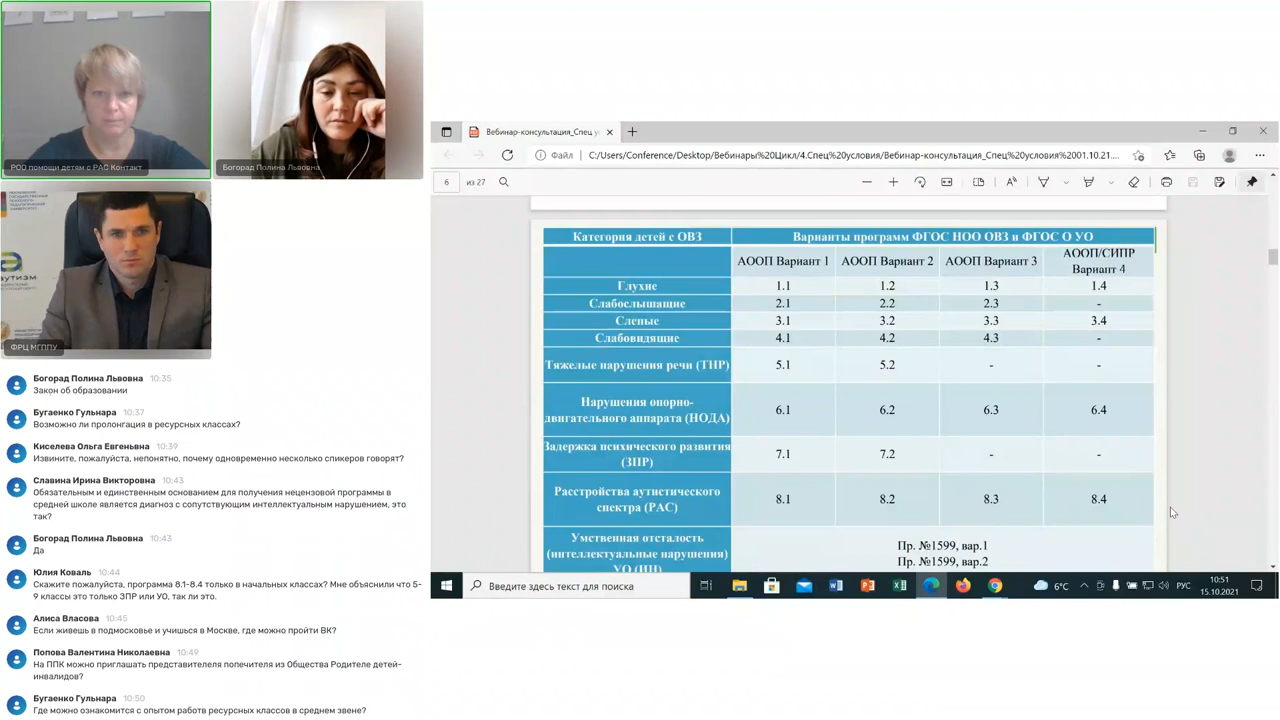 РОО помощи детям с РАС Контакт
Богорад Полина Львовна
ФРЦ МГППУ
Богорад Полина Львовна 10:35
Закон об образовании
Бугаенко Гульнара 10:37
Возможно ли пролонгация в ресурсных классах?
Киселева Ольга Евгеньвна 10:39
Извините, пожалуйста, непонятно, почему одновременно несколько спикеров говорят?
Славина Ирина Викторовна 10:43
Обязательным и единственным основанием для получения нецензовой программы в
средней школе является диагноз с сопутствующим интеллектуальным нарушением, это
так?
Богорад Полина Львовна 10:43
Да
Юлия Коваль 10:44
Скажите пожалуйста, программа 8.1-8.4 только в начальных классах? Мне объяснили что 5-
9 классы это только ЗПР или УО, так ли это.
Алиса Власова 10:45
Если живешь в подмосковье и учишься в Москве, где можно пройти ВК?
Попова Валентина Николаевна 10:49
На ППК можно приглашать представителя попечителя из Общества Родителе детей-
инвалидов?
Бугаенко Гульнара 10:50
Где можно ознакомится с опытом работв ресурсных классов в среднем звене?
Вебинар-консультация_Спец у
Файл C:/Users/Conference/Desktop/Вебинары%20Цикл/4.Спец%20условия/Вебинар-консультация_Спец%20условия%2001.10.21....
6 из 27
Категория детей с ОВЗ Варианты программ ФГОС НОО ОВЗ и ФГОС О УО
АООП Вариант 1 АООП Вариант 2 АООП Вариант 3 АООП/СИПР
Вариант 4
Глухие 1.1 1.2 1.3 1.4
Слабослышащие 2.1 2.2 2.3 -
Слепые 3.1 3.2 3.3 3.4
Слабовидящие 4.1 4.2 4.3 -
Тяжелые нарушения речи (ТНР) 5.1 5.2 - -
Нарушения опорно-
двигательного аппарата (НОДА) 6.1 6.2 6.3 6.4
Задержка психического развития
(ЗПР) 7.1 7.2 - -
Расстройства аутистического
спектра (РАС) 8.1 8.2 8.3 8.4
Умственная отсталость
(интеллектуальные нарушения)
УО (ИН)
Пр. №1599, вар.1
Пр. №1599, вар.2
Введите здесь текст для поиска
6°C
РУС
10:51
15.10.2021